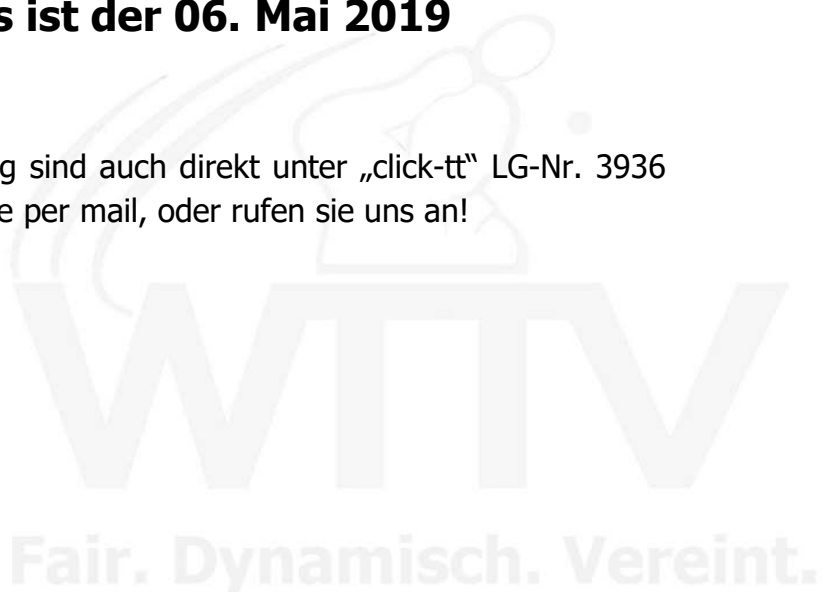 s ist der 06. Mai 2019
g sind auch direkt unter „click-tt“ LG-Nr. 3936
e per mail, oder rufen sie uns an!
WTTV
Fair. Dynamisch. Vereint.